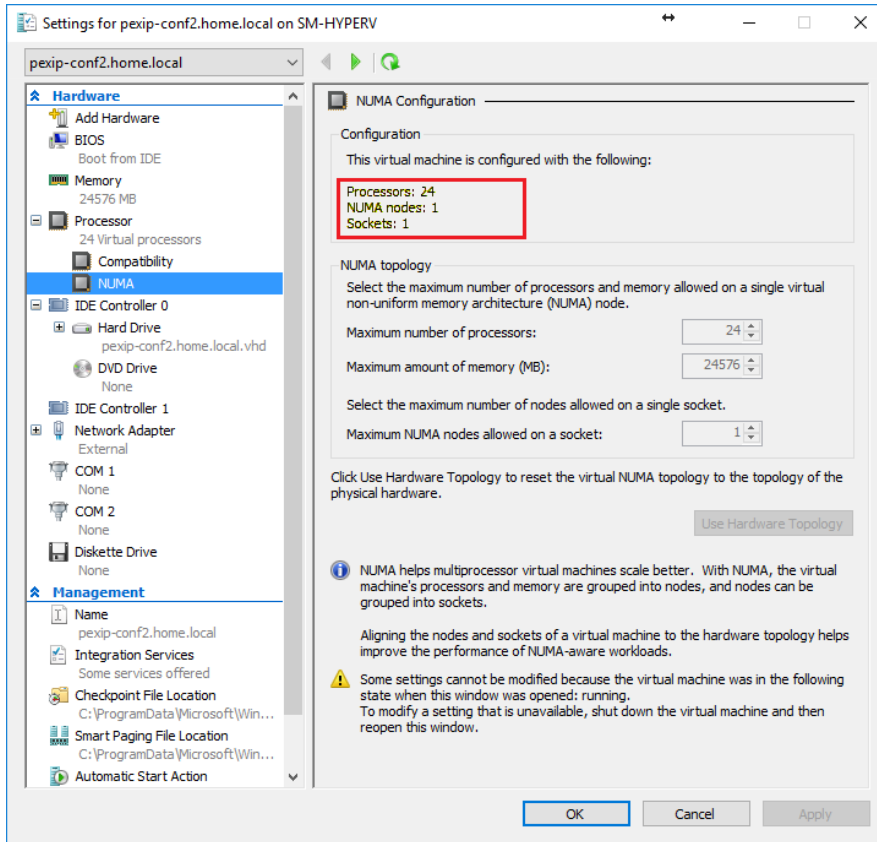 Settings for pexip-conf2.home.local on SM-HYPERV
pexip-conf2.home.local
Hardware
Add Hardware
BIOS
Boot from IDE
Memory
24576 MB
Processor
24 Virtual processors
Compatibility
NUMA
IDE Controller 0
Hard Drive
pexip-conf2.home.local.vhd
DVD Drive
None
IDE Controller 1
Network Adapter
External
COM 1
None
COM 2
None
Diskette Drive
None
Management
Name
pexip-conf2.home.local
Integration Services
Some services offered
Checkpoint File Location
C:\ProgramData\Microsoft\Win...
Smart Paging File Location
C:\ProgramData\Microsoft\Win...
Automatic Start Action
NUMA Configuration
Configuration
This virtual machine is configured with the following:
Processors: 24
NUMA nodes: 1
Sockets: 1
NUMA topology
Select the maximum number of processors and memory allowed on a single virtual
non-uniform memory architecture (NUMA) node.
Maximum number of processors: 24
Maximum amount of memory (MB): 24576
Select the maximum number of nodes allowed on a single socket.
Maximum NUMA nodes allowed on a socket: 1
Click Use Hardware Topology to reset the virtual NUMA topology to the topology of the
physical hardware.
Use Hardware Topology
NUMA helps multiprocessor virtual machines scale better. With NUMA, the virtual
machine's processors and memory are grouped into nodes, and nodes can be
grouped into sockets.
Aligning the nodes and sockets of a virtual machine to the hardware topology helps
improve the performance of NUMA-aware workloads.
Some settings cannot be modified because the virtual machine was in the following
state when this window was opened: running.
To modify a setting that is unavailable, shut down the virtual machine and then
reopen this window.
OK Cancel Apply